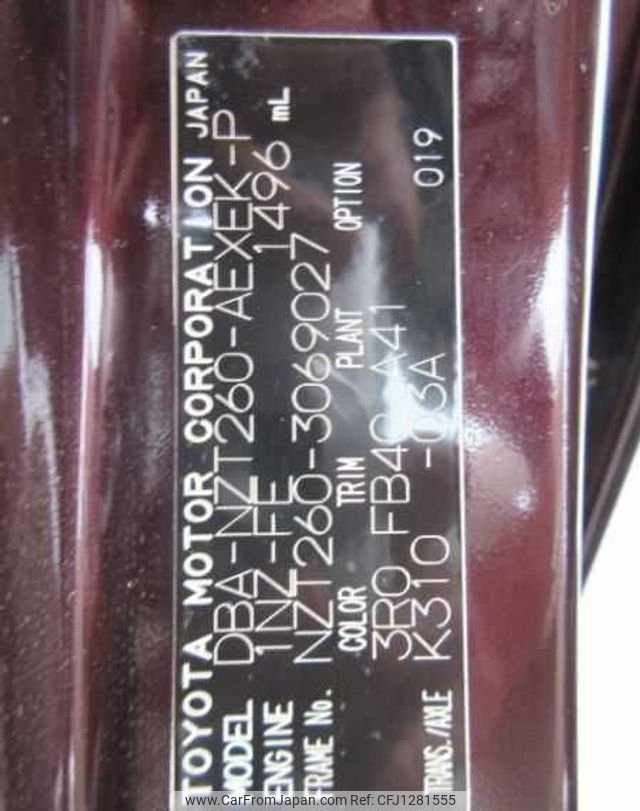 TOYOTA MOTOR CORPORATION JAPAN
MODEL DBA-NZT260-AEXEK-P
ENGINE 1NZ-FE 1496 mL
FRAME No. NZT260-3069027
COLOR TRIM PLANT OPTION
3R0 FB40 A41
TRANS./AXLE K310 -03A 019
www.CarFromJapan.com - CFJ1281555